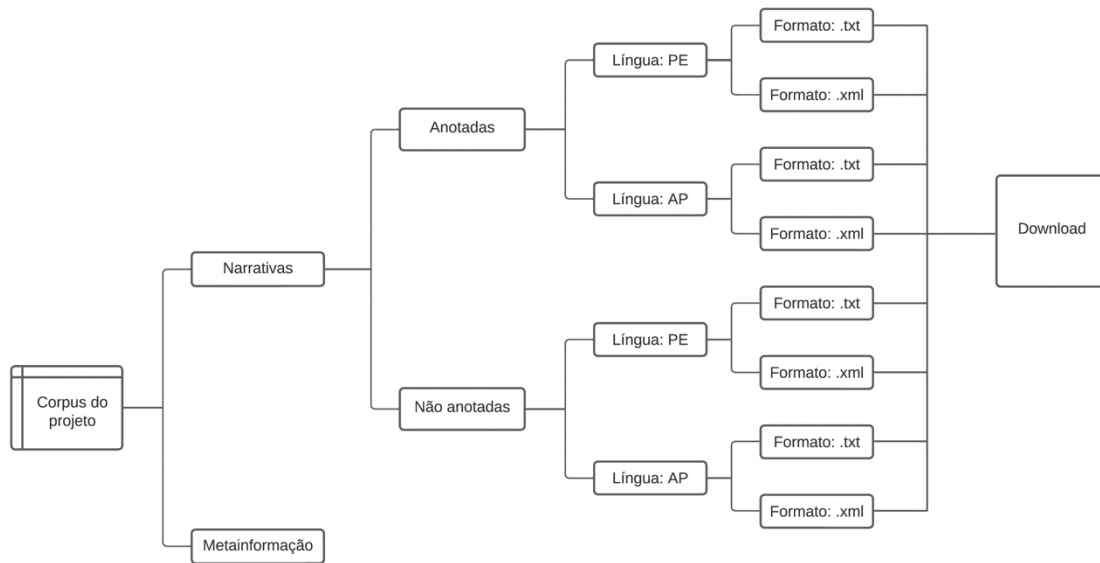 Corpus do
projeto
Narrativas
Metainformação
Anotadas
Não anotadas
Língua: PE
Língua: AP
Língua: PE
Língua: AP
Formato: .txt
Formato: .xml
Formato: .txt
Formato: .xml
Formato: .txt
Formato: .xml
Formato: .txt
Formato: .xml
Download